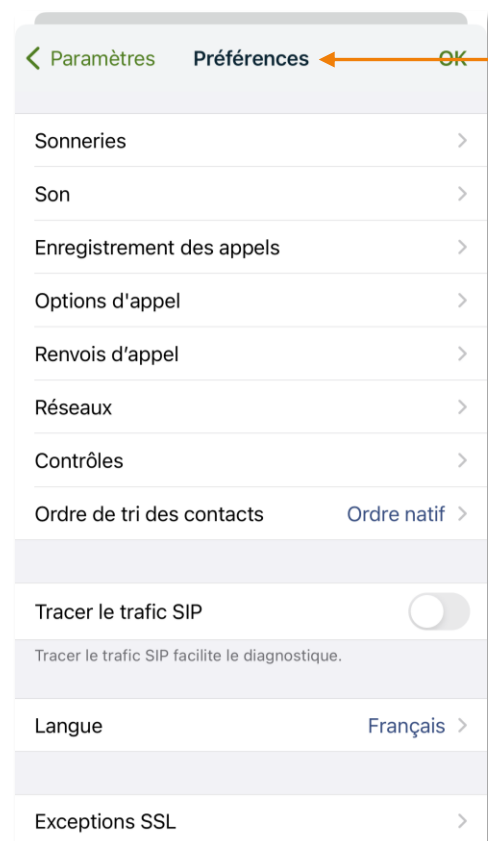 Paramètres Préférences OK
Sonneries
Son
Enregistrement des appels
Options d'appel
Renvois d’appel
Réseaux
Contrôles
Ordre de tri des contacts Ordre natif
Tracer le trafic SIP
Tracer le trafic SIP facilite le diagnostique.
Langue Français
Exceptions SSL